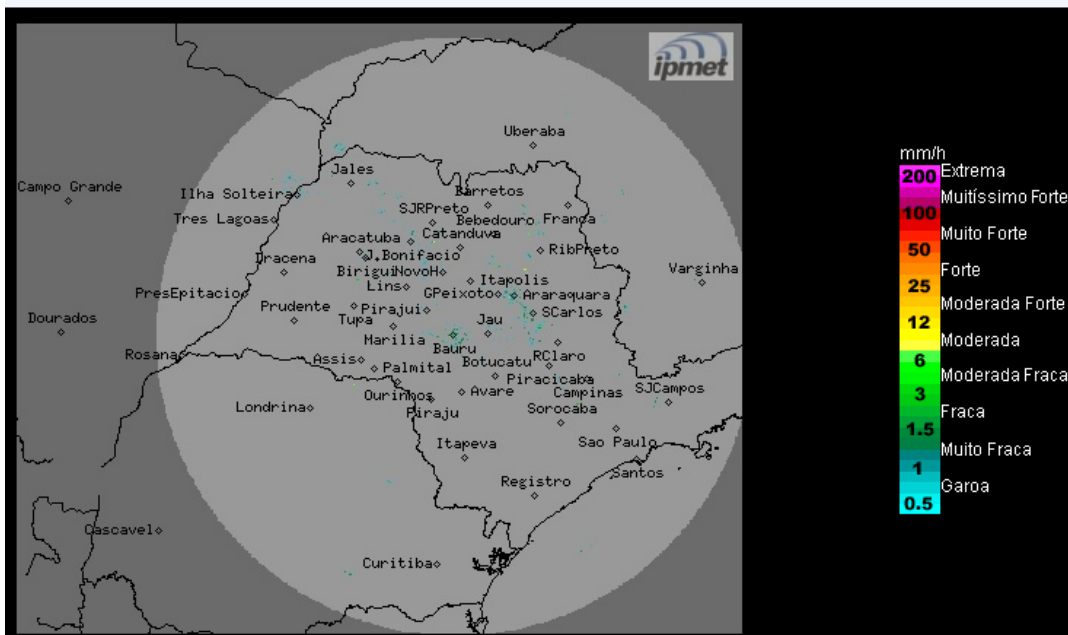 ipmet
Uberaba
Campo Grande
Jales
Ilha Solteira
Barretos
Tres Lagoas
SJRPreto
Bebedouro
Franca
Aracatuba
Catanduva
J.Bonifacio
RibPreto
Dracena
BiriguiNovoH
Itapolis
Varginha
PresEpitacio
Lins
GPeixoto
Araraquara
Prudente
Pirajui
Dourados
Tupa
Jau
SCarlos
Marilia
Bauru
Rosana
Assis
Palmital
Botucatu
RClaro
Piracicaba
SJCampos
Ourinhos
Avare
Campinas
Londrina
Piraju
Sorocaba
Itapeva
Sao Paulo
Santos
Registro
Cascavel
Curitiba
mm/h
200 Extrema
Muitíssimo Forte
100
Muito Forte
50
Forte
25
Moderada Forte
12
Moderada
6
Moderada Fraca
3
Fraca
1.5
Muito Fraca
1
Garoa
0.5